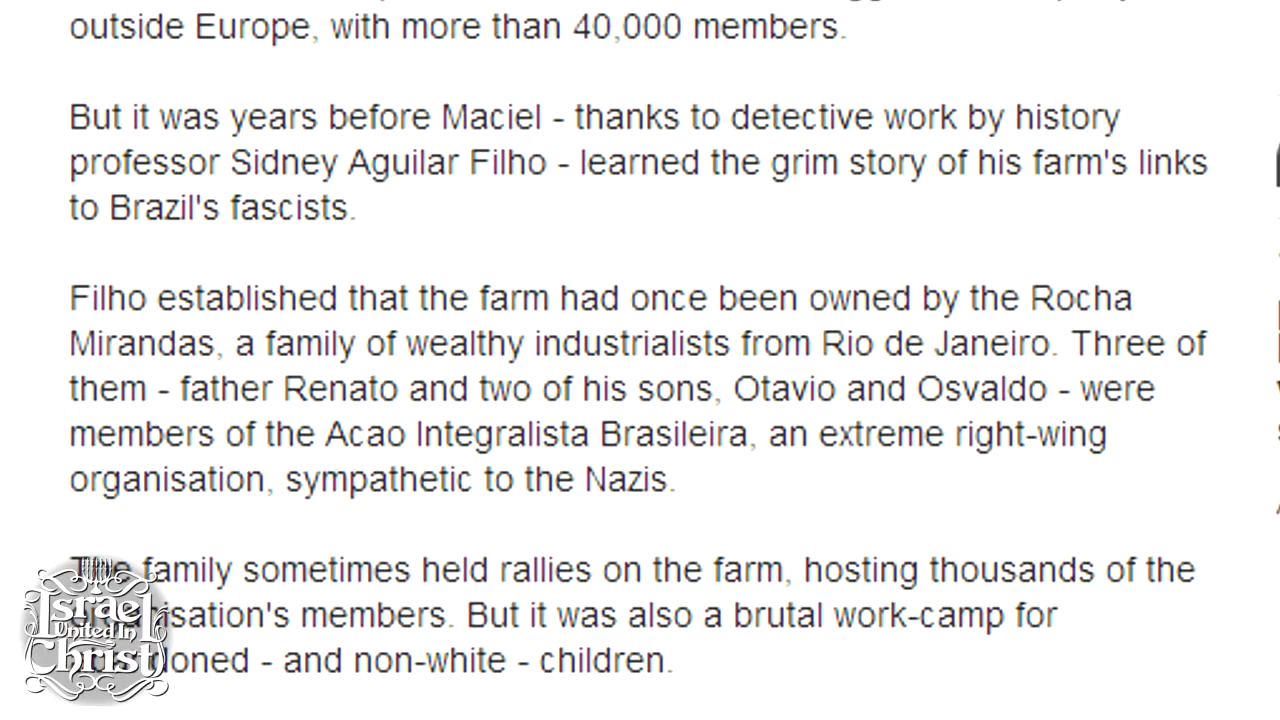 outside Europe, with more than 40,000 members.
But it was years before Maciel - thanks to detective work by history
professor Sidney Aguilar Filho - learned the grim story of his farm's links
to Brazil's fascists.
Filho established that the farm had once been owned by the Rocha
Mirandas, a family of wealthy industrialists from Rio de Janeiro. Three of
them - father Renato and two of his sons, Otavio and Osvaldo - were
members of the Acao Integralista Brasileira, an extreme right-wing
organisation, sympathetic to the Nazis.
The family sometimes held rallies on the farm, hosting thousands of the
organisation's members. But it was also a brutal work-camp for
abandoned - and non-white - children.
Israel
United In
Christ